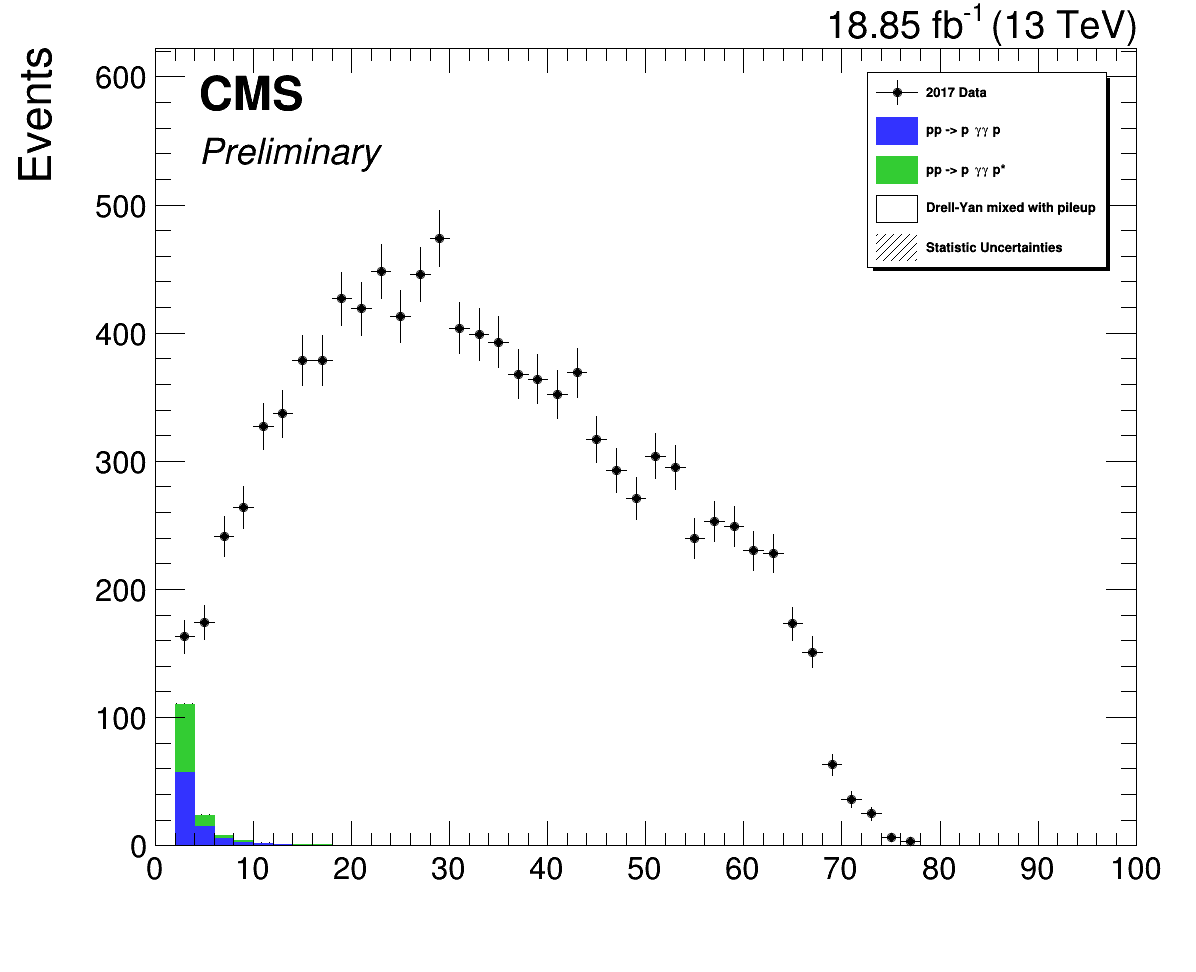 18.85 fb-1 (13 TeV)
Events
CMS
Preliminary
2017 Data
pp -> p γγ p
pp -> p γγ p*
Drell-Yan mixed with pileup
Statistic Uncertainties
600
500
400
300
200
100
0
0 10 20 30 40 50 60 70 80 90 100